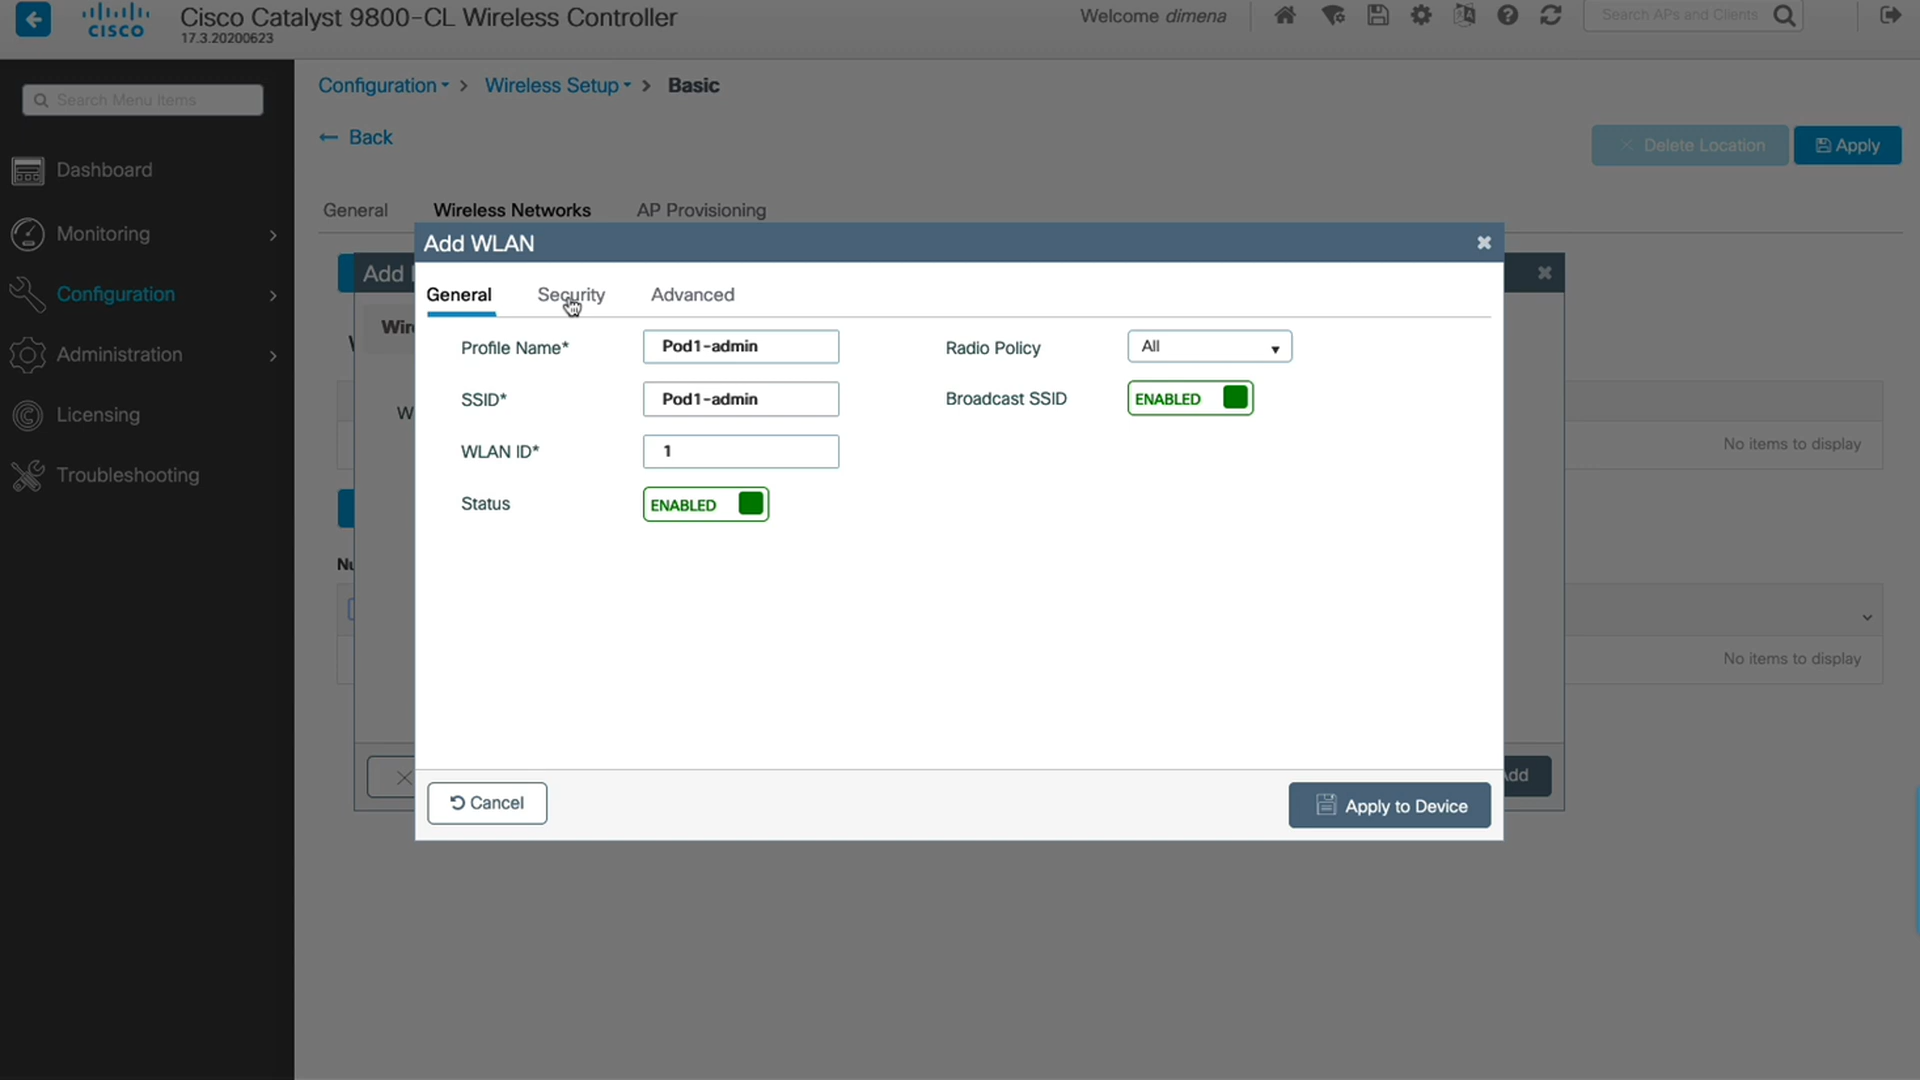 Cisco Catalyst 9800-CL Wireless Controller
CISCO
17.3.20200623
Welcome dimena
Search APs and Clients
Search Menu Items
Dashboard
Monitoring
Configuration
Administration
Licensing
Troubleshooting
Configuration > Wireless Setup > Basic
← Back
Delete Location
Apply
General
Wireless Networks
AP Provisioning
Add
Add WLAN
General
Security
Advanced
Profile Name*
Pod1-admin
Radio Policy
All
SSID*
Pod1-admin
Broadcast SSID
ENABLED
WLAN ID*
1
Status
ENABLED
No items to display
No items to display
Cancel
Apply to Device